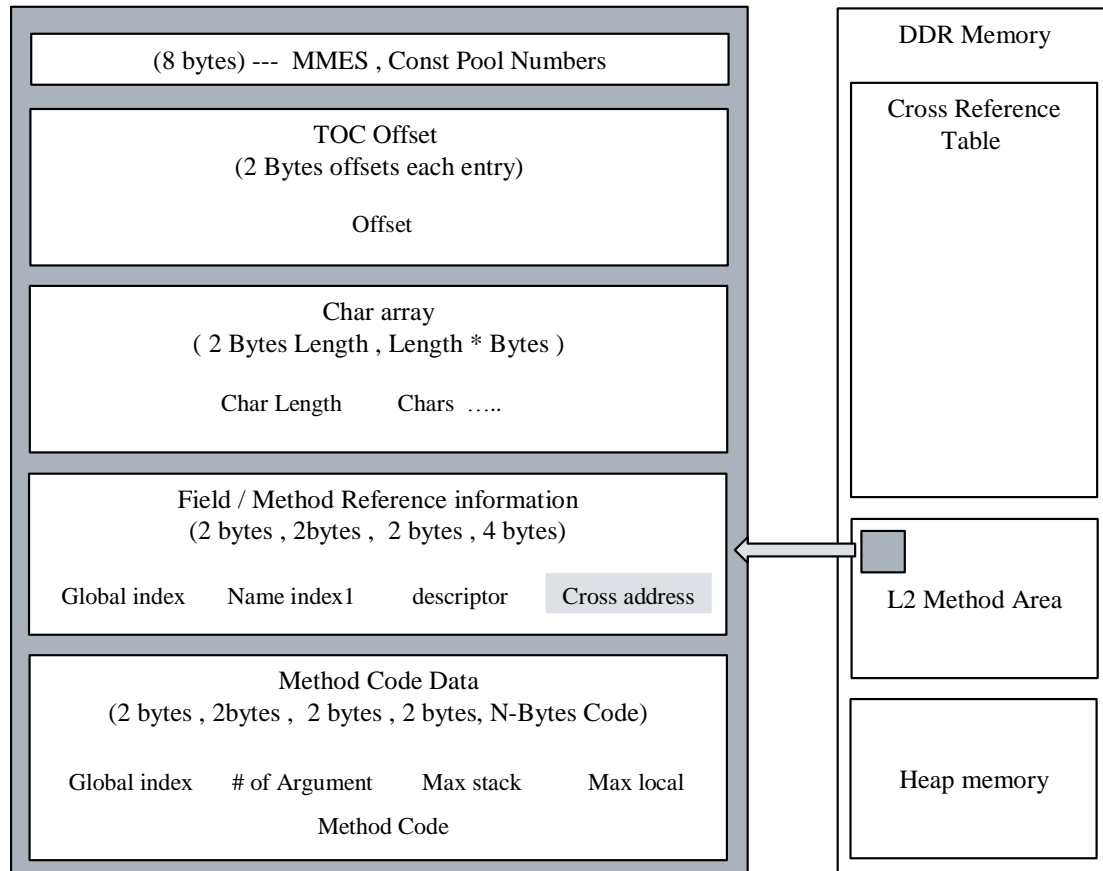 (8 bytes) --- MMES , Const Pool Numbers
TOC Offset
(2 Bytes offsets each entry)
Offset
Char array
( 2 Bytes Length , Length * Bytes )
Char Length Chars …..
Field / Method Reference information
(2 bytes , 2bytes , 2 bytes , 4 bytes)
Global index Name index1 descriptor Cross address
Method Code Data
(2 bytes , 2bytes , 2 bytes , 2 bytes, N-Bytes Code)
Global index # of Argument Max stack Max local
Method Code
DDR Memory
Cross Reference
Table
L2 Method Area
Heap memory